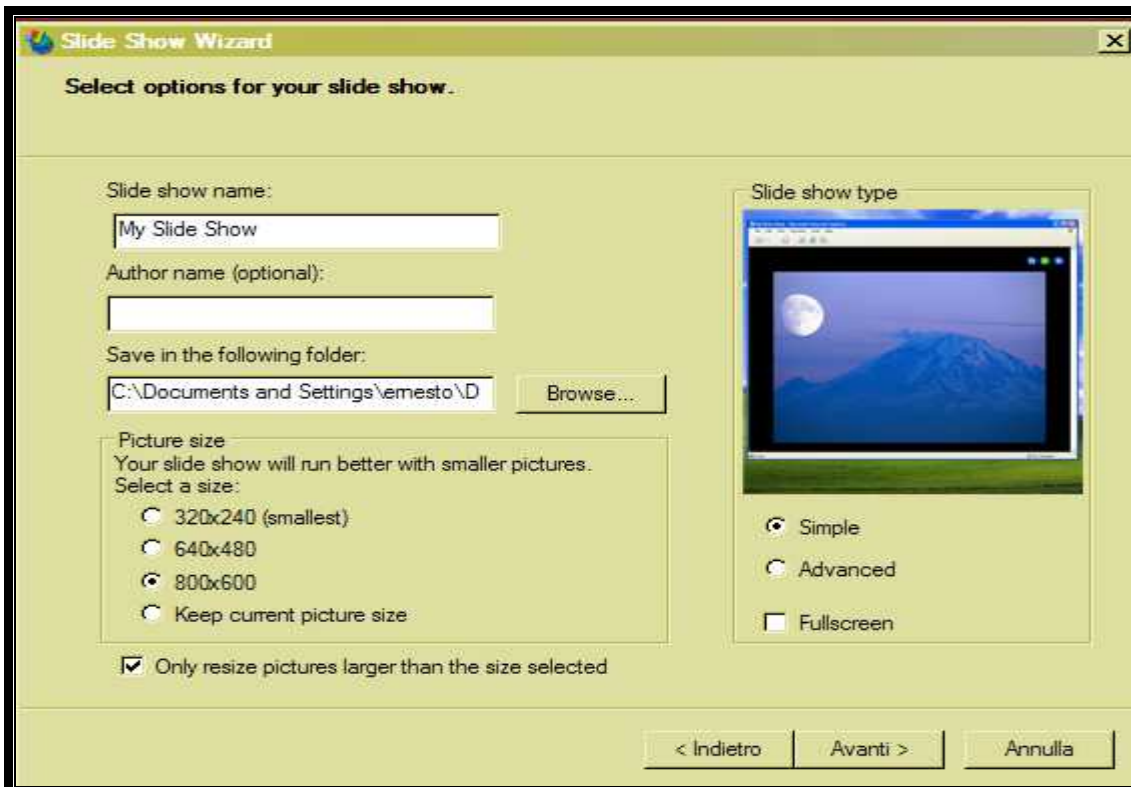 Slide Show Wizard
Select options for your slide show.
Slide show name:
My Slide Show
Author name (optional):
Save in the following folder:
C:\Documents and Settings\ernesto\D
Browse...
Picture size
Your slide show will run better with smaller pictures.
Select a size:
320x240 (smallest)
640x480
800x600
Keep current picture size
Only resize pictures larger than the size selected
Slide show type
Simple
Advanced
Fullscreen
< Indietro
Avanti >
Annulla